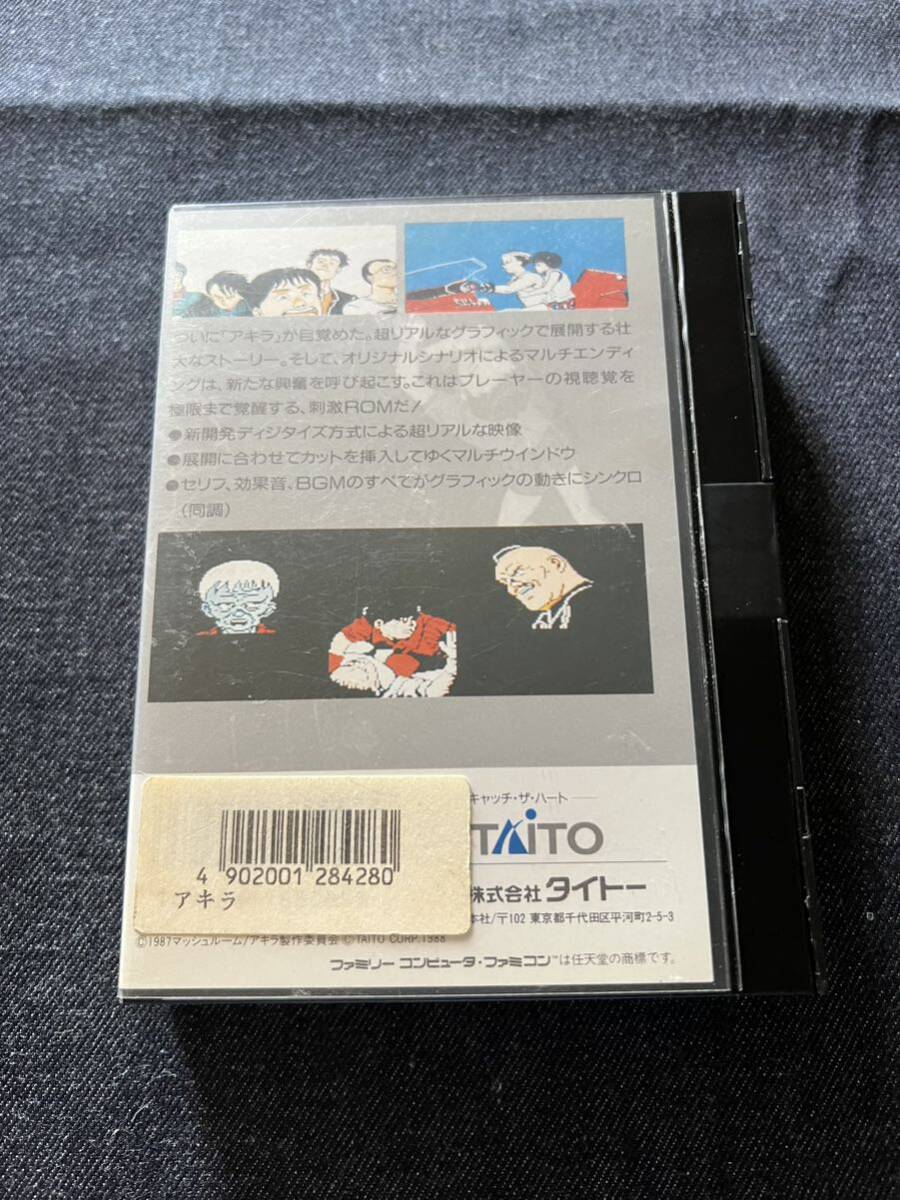 ついに「アキラ」が目覚めた。超リアルなグラフィックで展開する壮
大なストーリー。そして、オリジナルシナリオによるマルチエンディ
ングは、新たな興奮を呼び起こす。これはプレーヤーの視聴覚を
極限まで覚醒する、刺激ROMだ!
●新開発ディジタイズ方式による超リアルな映像
●展開に合わせてカットを挿入してゆくマルチウインドウ
●セリフ、効果音、BGMのすべてがグラフィックの動きにシンクロ
(同調)
キャッチ・ザ・ハート
TAITO
株式会社 タイトー
本社/〒102 東京都千代田区平河町2-5-3
4 902001 284280
アキラ
©1987マッシュルーム/アキラ製作委員会 ©TAITO CORP. 1988
ファミリー コンピュータ・ファミコン™は任天堂の商標です。